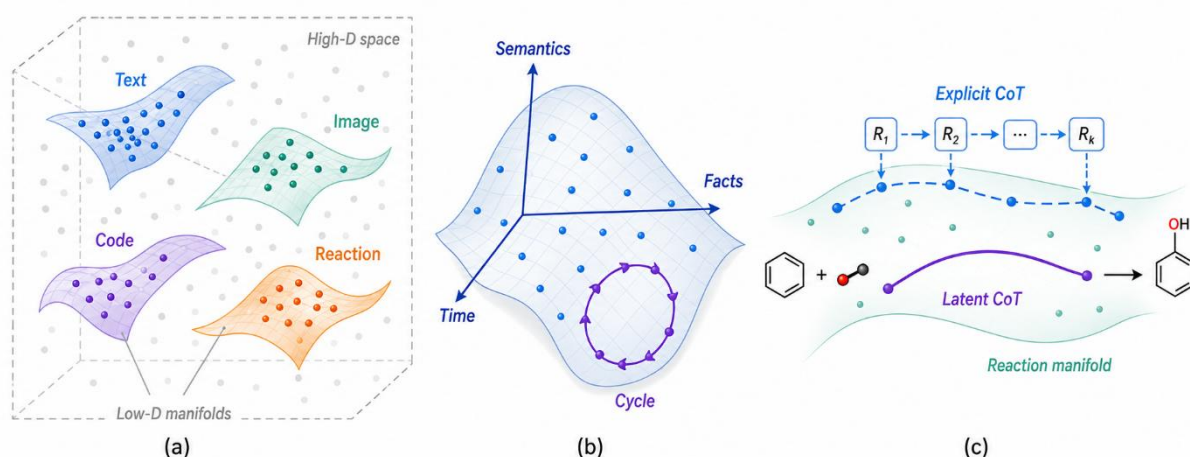 High-D space
Text
Image
Code
Reaction
Low-D manifolds
(a)
Semantics
Facts
Time
Cycle
(b)
Explicit CoT
R1 R2 ... Rk
OH
+
Latent CoT
Reaction manifold
(c)